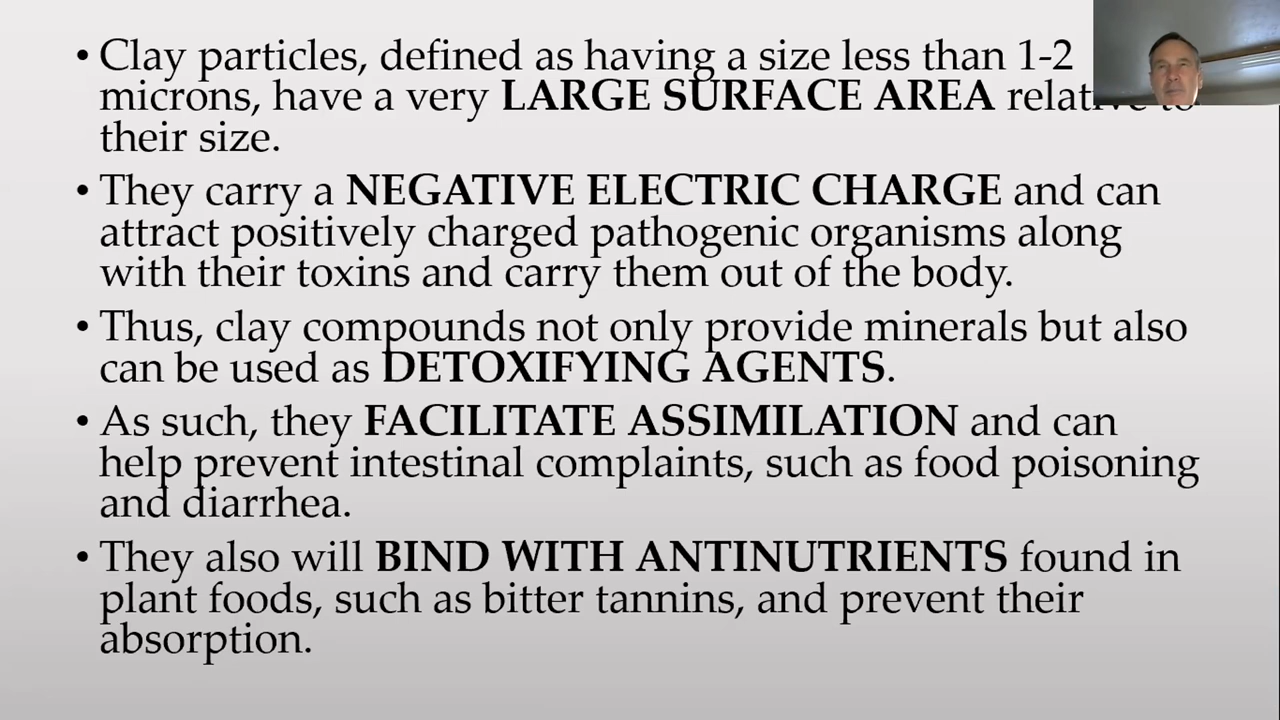 • Clay particles, defined as having a size less than 1-2
microns, have a very LARGE SURFACE AREA relative to
their size.
• They carry a NEGATIVE ELECTRIC CHARGE and can
attract positively charged pathogenic organisms along
with their toxins and carry them out of the body.
• Thus, clay compounds not only provide minerals but also
can be used as DETOXIFYING AGENTS.
• As such, they FACILITATE ASSIMILATION and can
help prevent intestinal complaints, such as food poisoning
and diarrhea.
• They also will BIND WITH ANTINUTRIENTS found in
plant foods, such as bitter tannins, and prevent their
absorption.